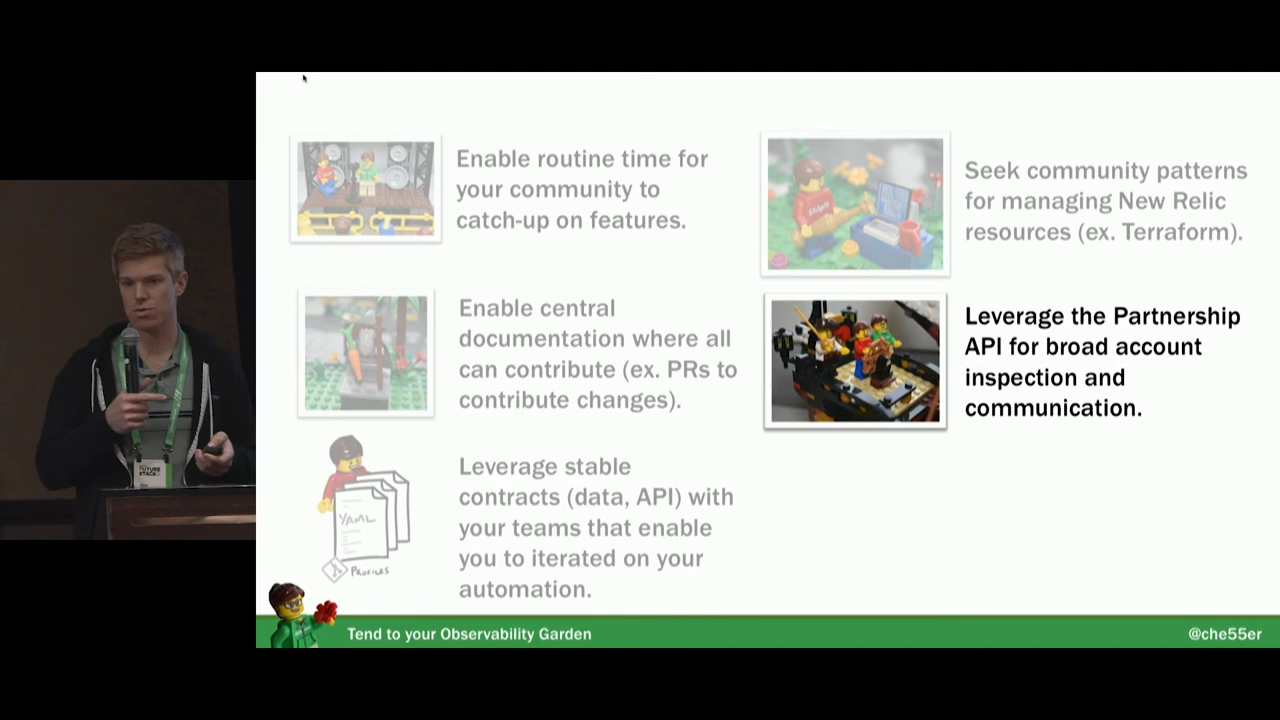 Enable routine time for
your community to
catch-up on features.
Enable central
documentation where all
can contribute (ex. PRs to
contribute changes).
YAML
PROFILES
Leverage stable
contracts (data, API) with
your teams that enable
you to iterated on your
automation.
Seek community patterns
for managing New Relic
resources (ex. Terraform).
Leverage the Partnership
API for broad account
inspection and
communication.
Tend to your Observability Garden
@che55er
FUTURE
STACK